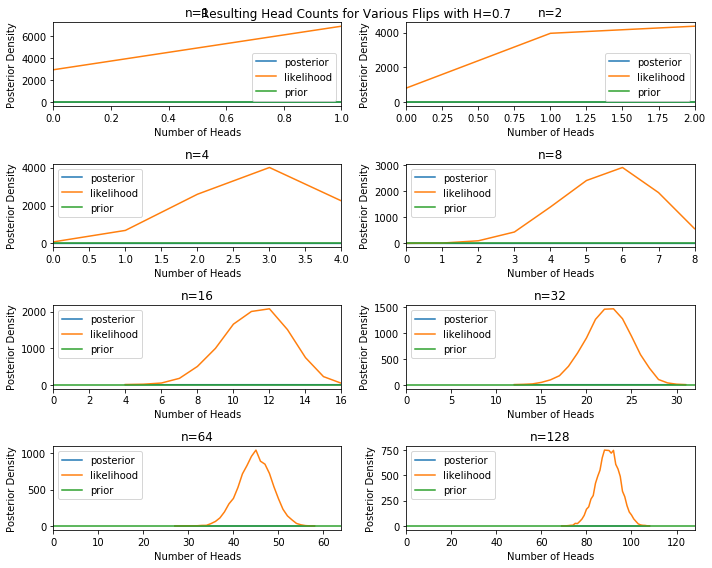 Resulting Head Counts for Various Flips with H=0.7
n=2
Posterior Density
6000
4000
2000
0
posterior
likelihood
prior
0.0 0.2 0.4 0.6 0.8 1.0
Number of Heads
Posterior Density
4000
2000
0
posterior
likelihood
prior
0.00 0.25 0.50 0.75 1.00 1.25 1.50 1.75 2.00
Number of Heads
n=4
Posterior Density
4000
2000
0
posterior
likelihood
prior
0.0 0.5 1.0 1.5 2.0 2.5 3.0 3.5 4.0
Number of Heads
n=8
Posterior Density
3000
2000
1000
0
posterior
likelihood
prior
0 1 2 3 4 5 6 7 8
Number of Heads
n=16
Posterior Density
2000
1000
0
posterior
likelihood
prior
0 2 4 6 8 10 12 14 16
Number of Heads
n=32
Posterior Density
1500
1000
500
0
posterior
likelihood
prior
0 5 10 15 20 25 30
Number of Heads
n=64
Posterior Density
1000
500
0
posterior
likelihood
prior
0 10 20 30 40 50 60
Number of Heads
n=128
Posterior Density
750
500
250
0
posterior
likelihood
prior
0 20 40 60 80 100 120
Number of Heads